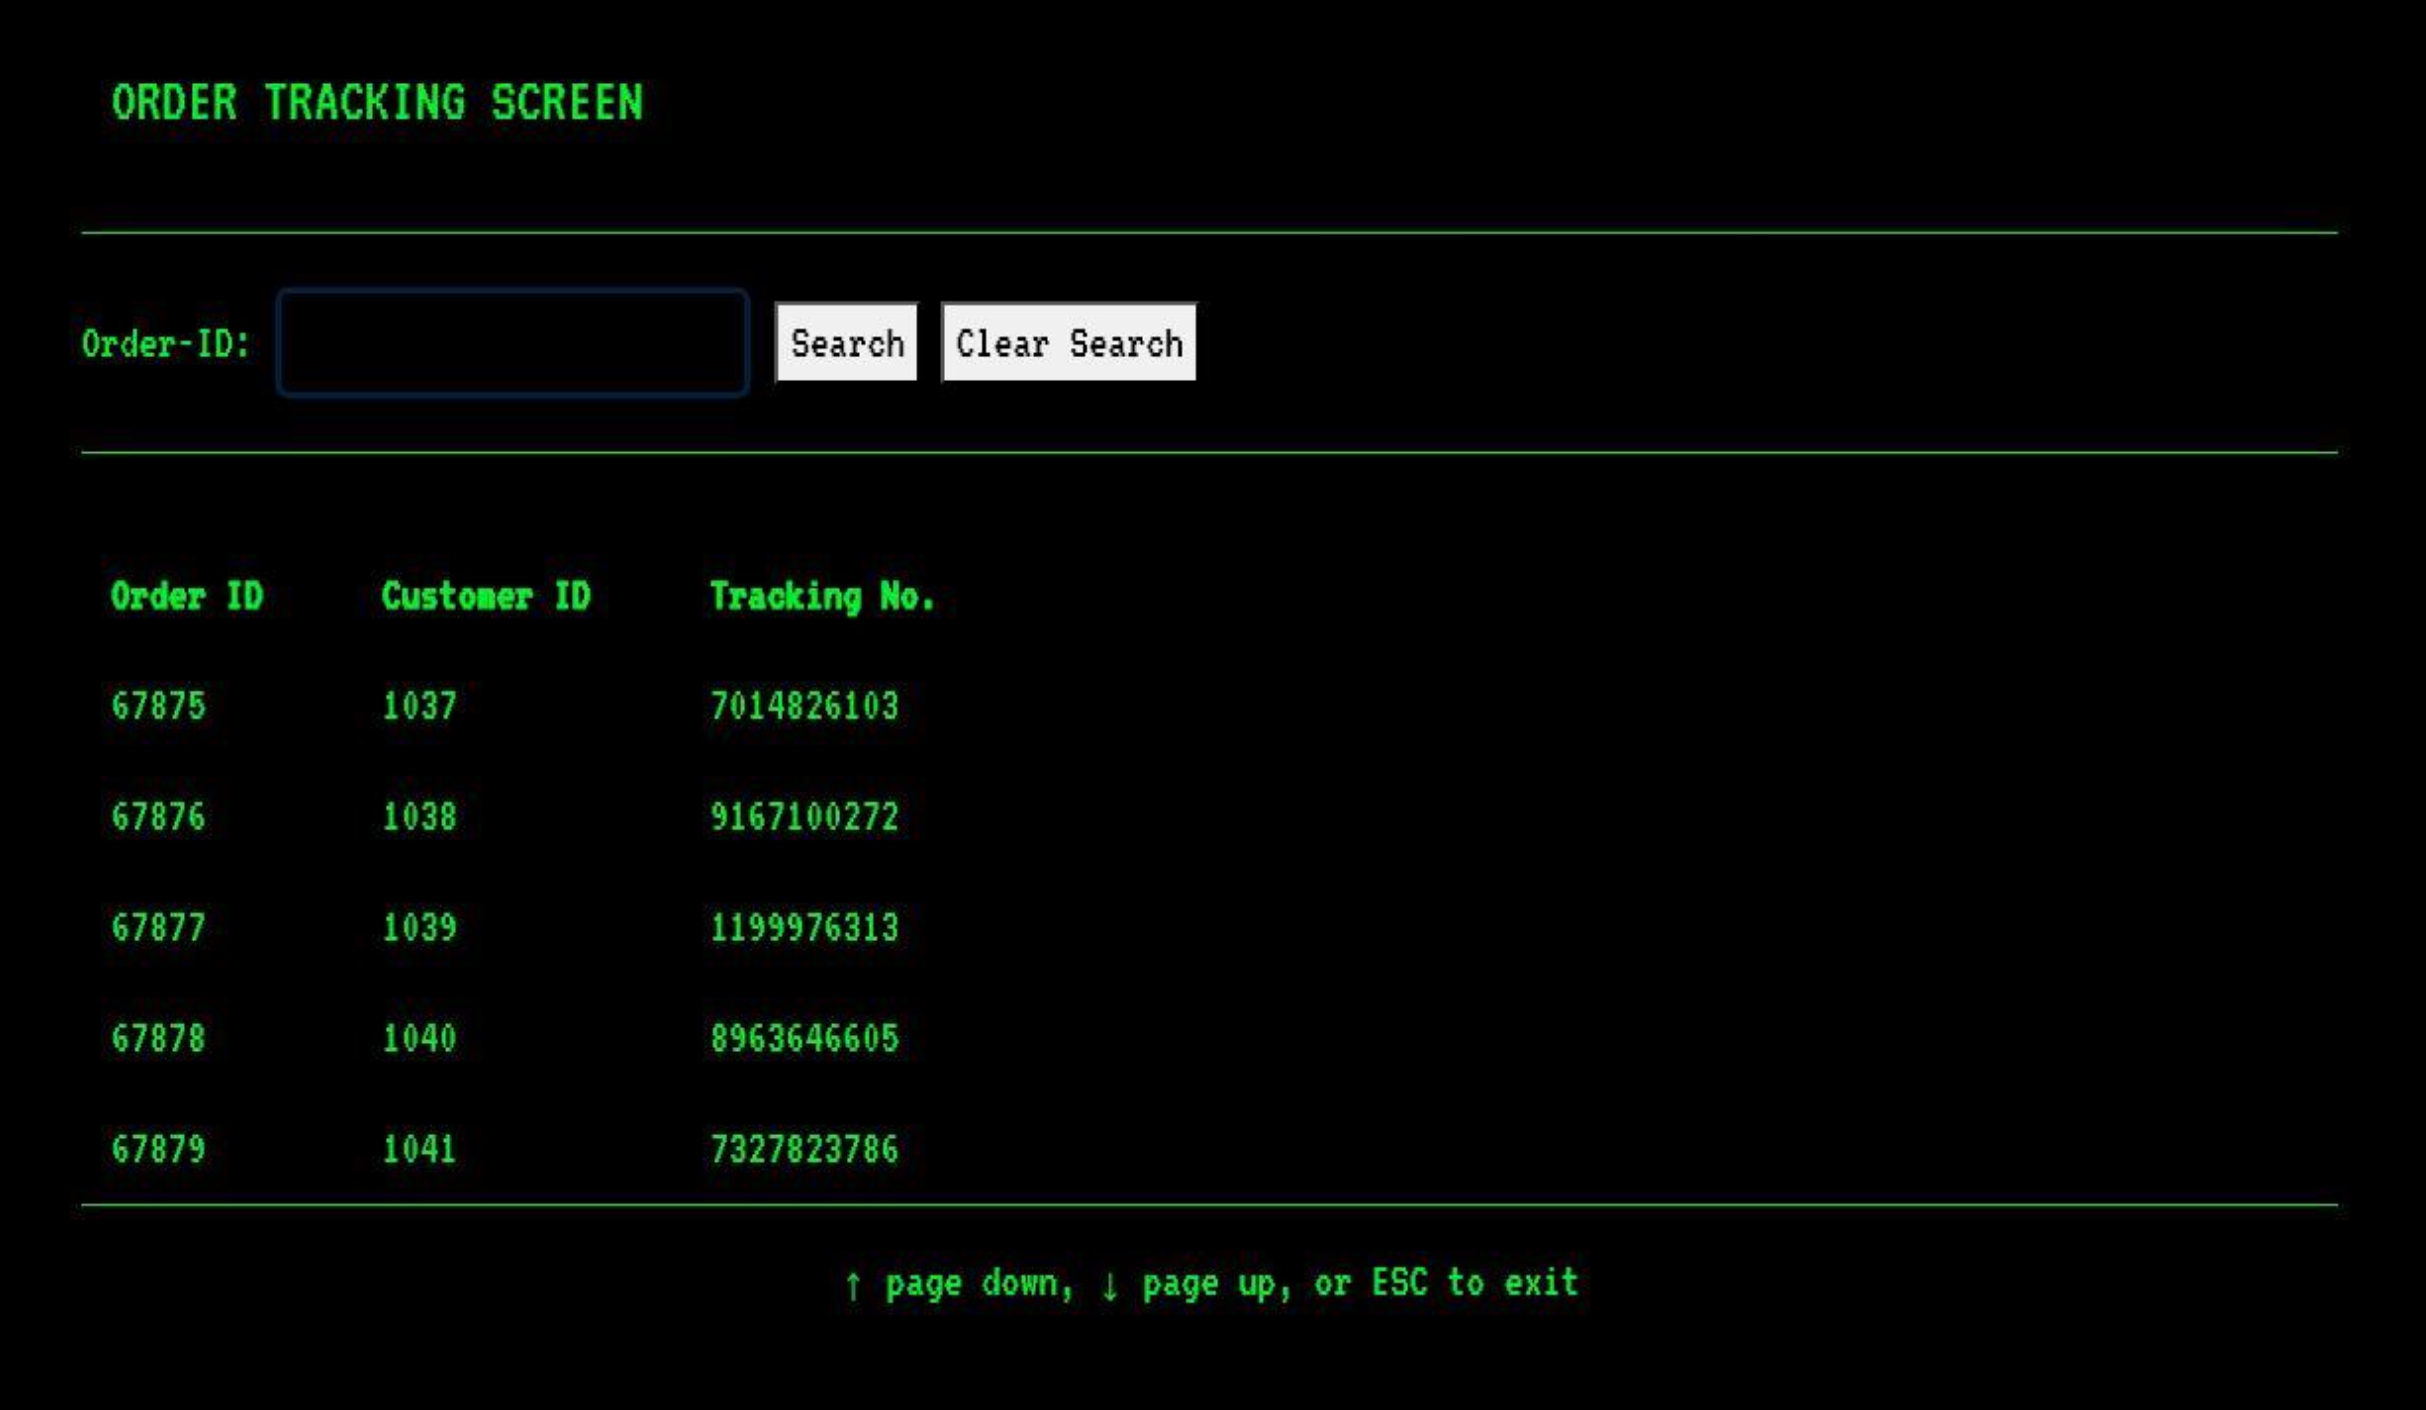 ORDER TRACKING SCREEN
Order-ID: Search Clear Search
Order ID Customer ID Tracking No.
67875 1037 7014826103
67876 1038 9167100272
67877 1039 1199976313
67878 1040 8963646605
67879 1041 7327823786
↑ page down, ↓ page up, or ESC to exit